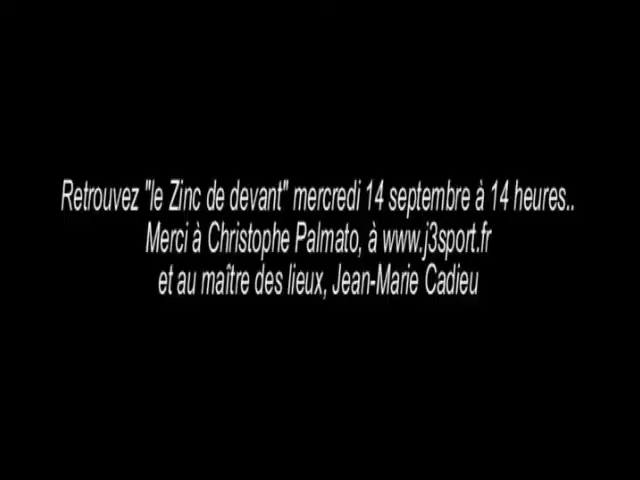 Retrouvez "le Zinc de devant" mercredi 14 septembre à 14 heures..
Merci à Christophe Palmato, à www.j3sport.fr
et au maître des lieux, Jean-Marie Cadieu